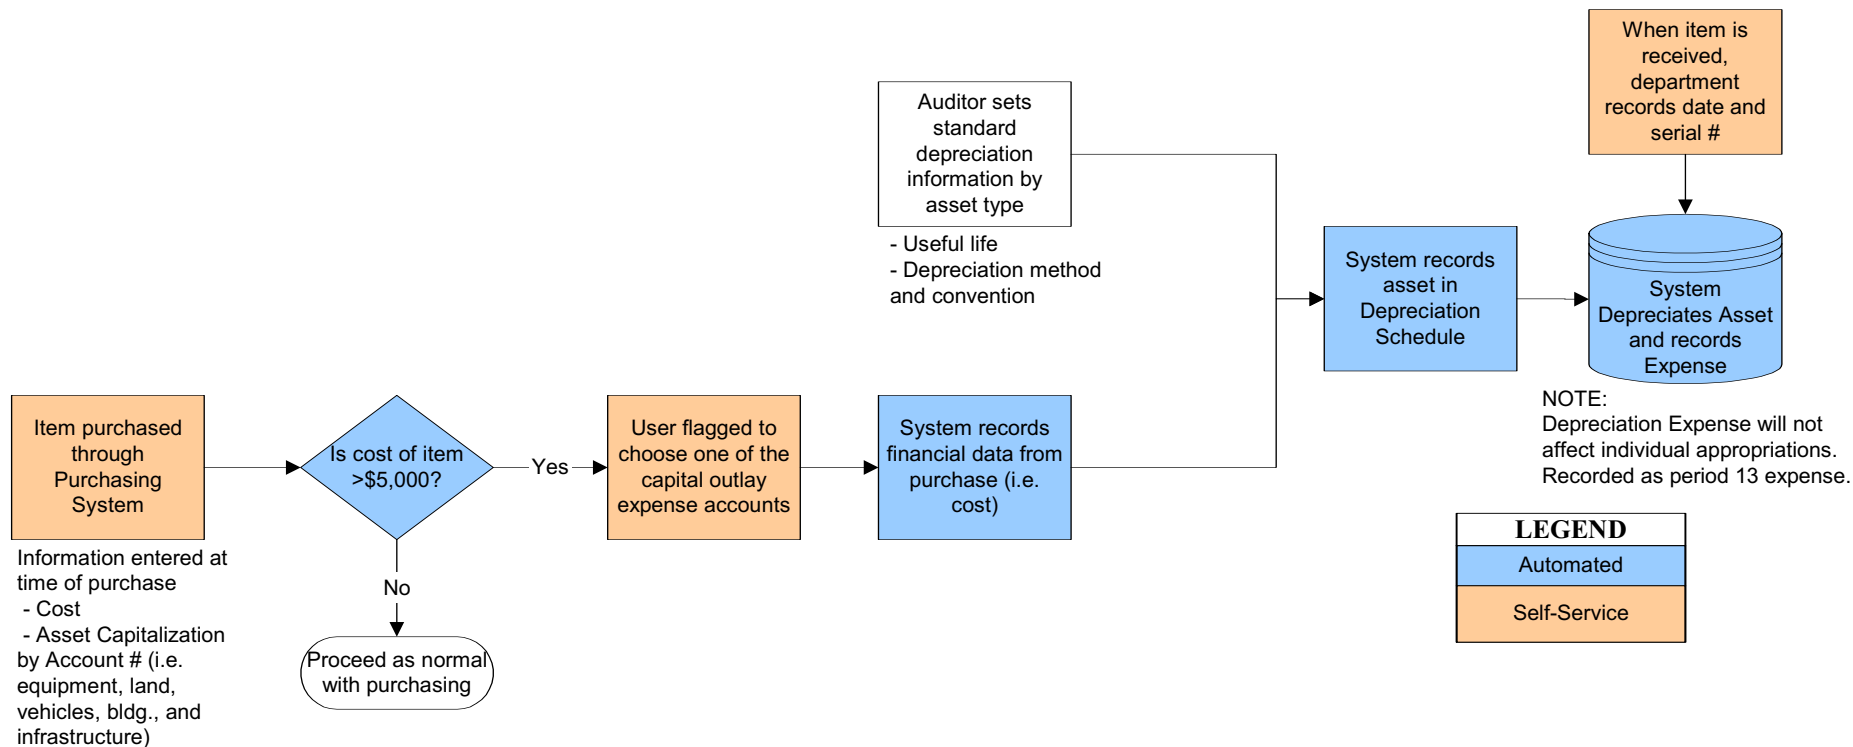 When item is
received,
department
records date and
serial #
Auditor sets
standard
depreciation
information by
asset type
- Useful life
- Depreciation method
and convention
System records
asset in
Depreciation
Schedule
System
Depreciates Asset
and records
Expense
NOTE:
Depreciation Expense will not
affect individual appropriations.
Recorded as period 13 expense.
Item purchased
through
Purchasing
System
Is cost of item
>$5,000?
Yes
User flagged to
choose one of the
capital outlay
expense accounts
System records
financial data from
purchase (i.e.
cost)
Information entered at
time of purchase
- Cost
- Asset Capitalization
by Account # (i.e.
equipment, land,
vehicles, bldg., and
infrastructure)
No
Proceed as normal
with purchasing
LEGEND
Automated
Self-Service